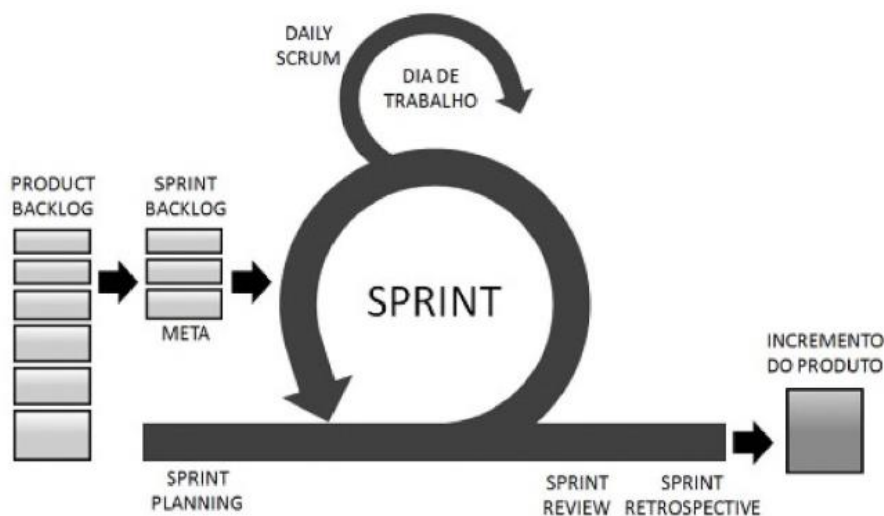 DAILY
SCRUM
DIA DE
TRABALHO
PRODUCT
BACKLOG
SPRINT
BACKLOG
META
SPRINT
INCREMENTO
DO PRODUTO
SPRINT
PLANNING
SPRINT
REVIEW
SPRINT
RETROSPECTIVE